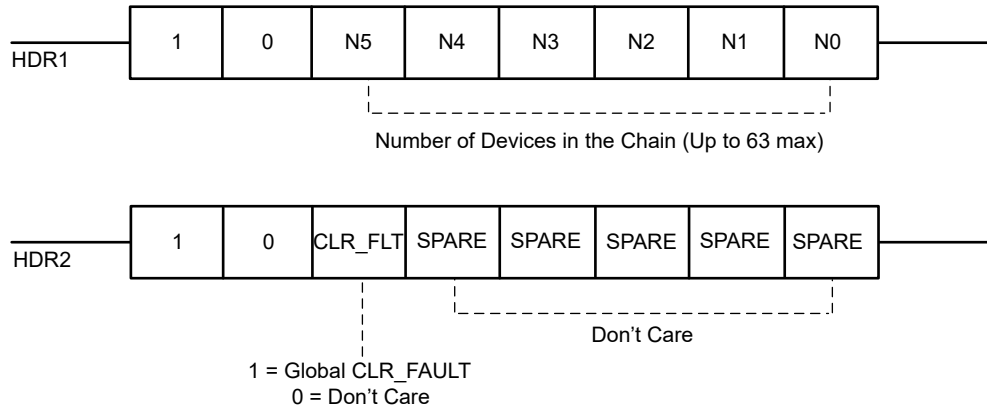 1 0 N5 N4 N3 N2 N1 N0
HDR1
Number of Devices in the Chain (Up to 63 max)
1 0 CLR_FLT SPARE SPARE SPARE SPARE SPARE
HDR2
Don’t Care
1 = Global CLR_FAULT
0 = Don’t Care